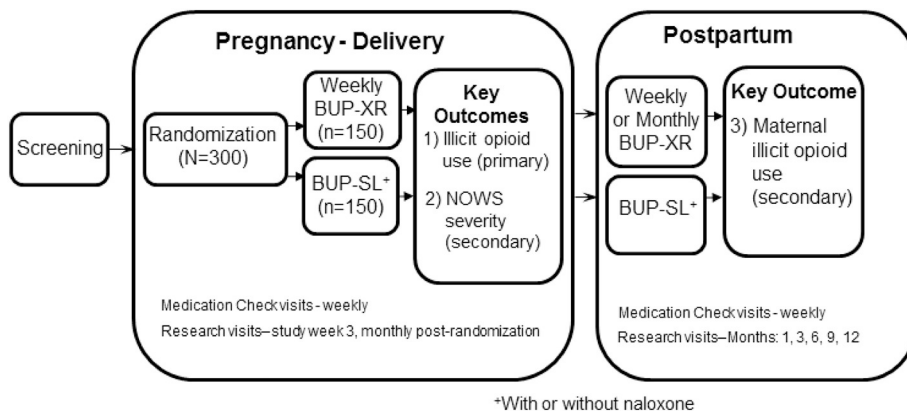 Pregnancy - Delivery
Screening
Randomization
(N=300)
Weekly
BUP-XR
(n=150)
BUP-SL⁺
(n=150)
Key
Outcomes
1) Illicit opioid
use (primary)
2) NOWS
severity
(secondary)
Medication Check visits - weekly
Research visits–study week 3, monthly post-randomization
Postpartum
Weekly
or Monthly
BUP-XR
BUP-SL⁺
Key Outcome
3) Maternal
illicit opioid
use
(secondary)
Medication Check visits - weekly
Research visits–Months: 1, 3, 6, 9, 12
⁺With or without naloxone